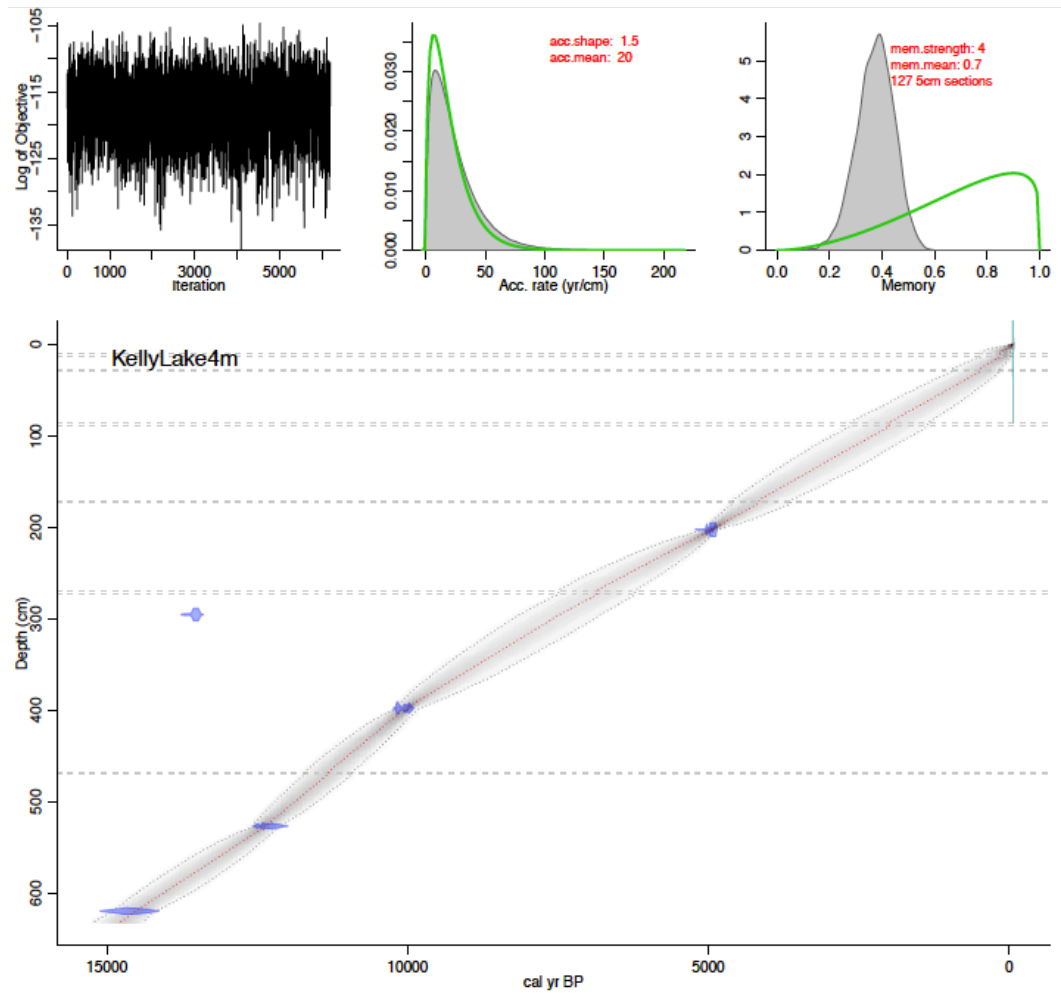 −105
−115
−125
−135
Log of Objective
0 1000 3000 5000
Iteration
0.030
0.020
0.010
0.000
acc.shape: 1.5
acc.mean: 20
0 50 100 150 200
Acc. rate (yr/cm)
5
4
3
2
1
0
mem.strength: 4
mem.mean: 0.7
127 5cm sections
0.0 0.2 0.4 0.6 0.8 1.0
Memory
KellyLake4m
0
100
200
300
400
500
600
Depth (cm)
15000 10000 5000 0
cal yr BP